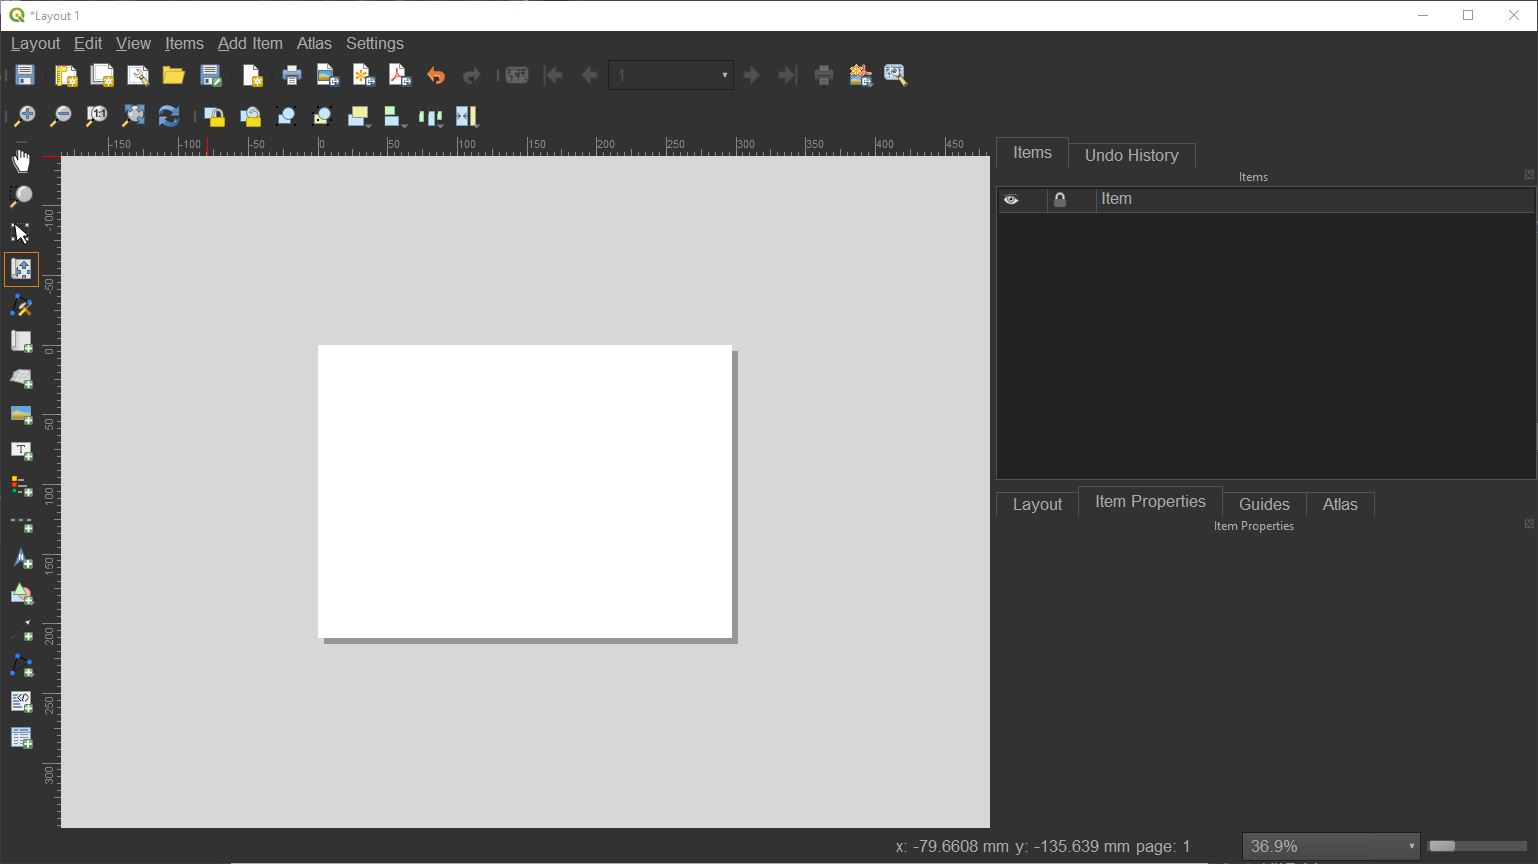 *Layout 1
Layout Edit View Items Add Item Atlas Settings
1
1:1
-150 -100 -50 0 50 100 150 200 250 300 350 400 450
-100
-50
0
50
100
150
200
250
300
T
N
Items Undo History
Items
Item
Layout Item Properties Guides Atlas
Item Properties
x: -79.6608 mm y: -135.639 mm page: 1
36.9%